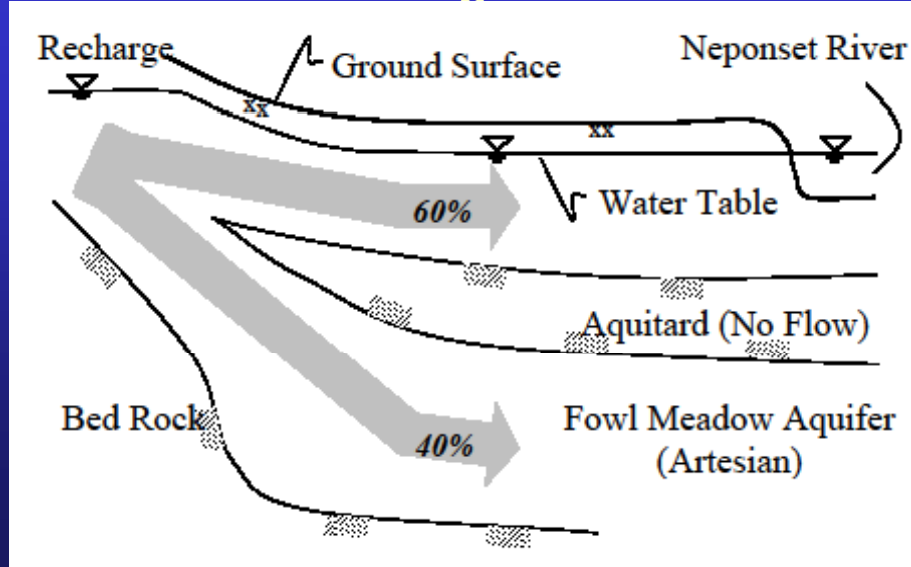 Recharge
Ground Surface
Neponset River
xx
xx
Water Table
60%
Aquitard (No Flow)
Bed Rock
40%
Fowl Meadow Aquifer
(Artesian)